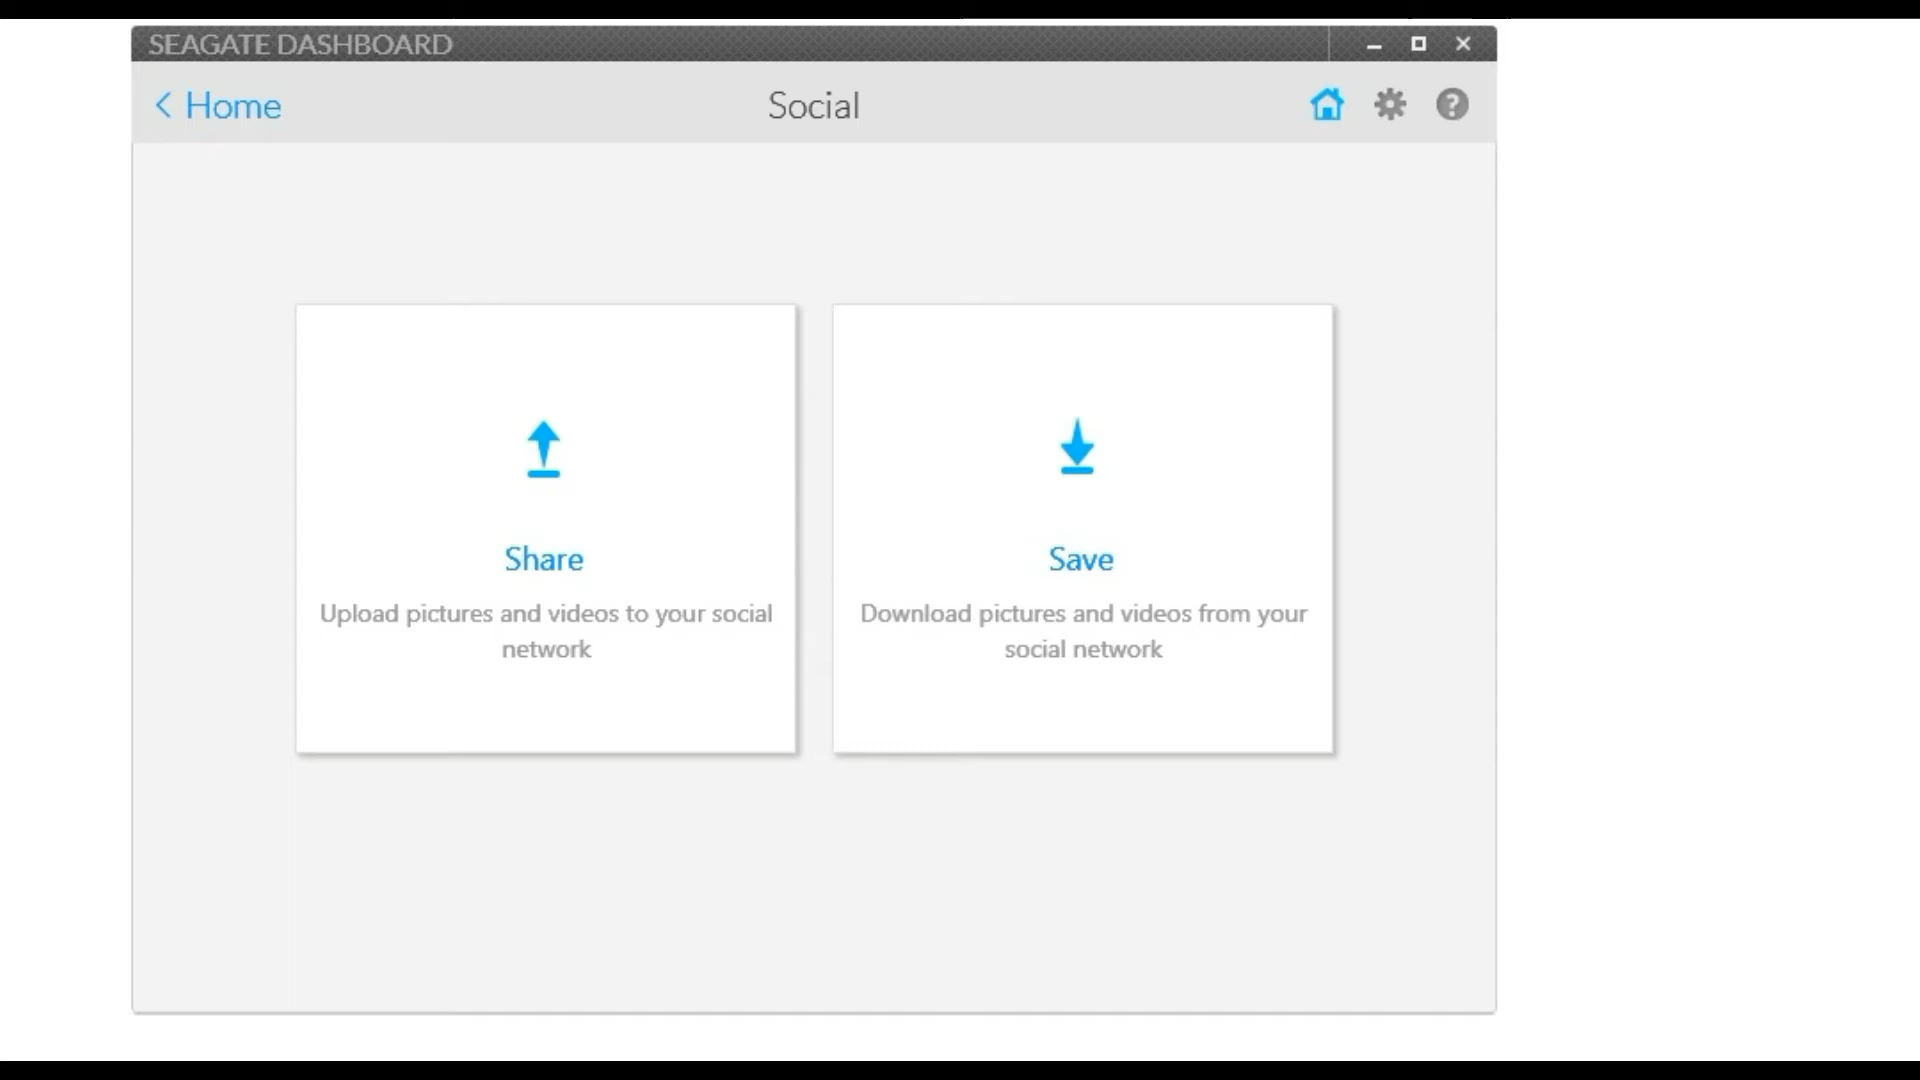 SEAGATE DASHBOARD
Home
Social
Share
Upload pictures and videos to your social
network
Save
Download pictures and videos from your
social network